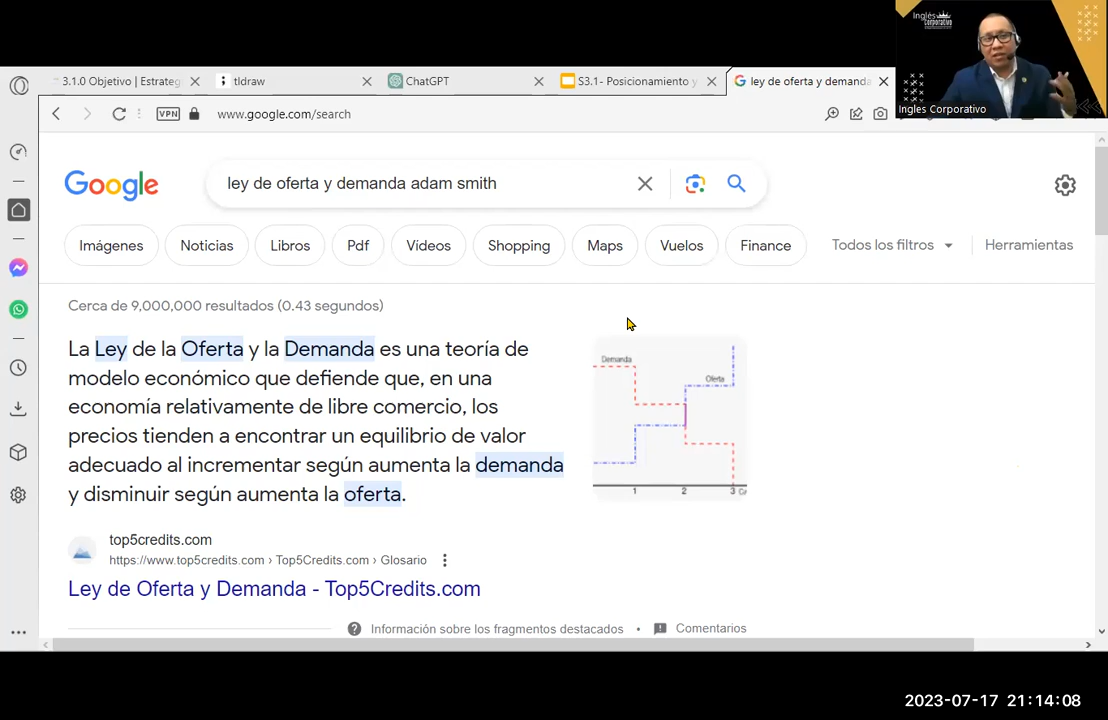 3.1.0 Objetivo | Estrateg
tldraw
ChatGPT
S3.1- Posicionamiento y
ley de oferta y demanda
Inglés
corporativo
Ingles Corporativo
VPN
www.google.com/search
Google
ley de oferta y demanda adam smith
Imágenes
Noticias
Libros
Pdf
Videos
Shopping
Maps
Vuelos
Finance
Todos los filtros
Herramientas
Cerca de 9,000,000 resultados (0.43 segundos)
La Ley de la Oferta y la Demanda es una teoría de
modelo económico que defiende que, en una
economía relativamente de libre comercio, los
precios tienden a encontrar un equilibrio de valor
adecuado al incrementar según aumenta la demanda
y disminuir según aumenta la oferta.
Demanda
Oferta
1 2 3
top5credits.com
https://www.top5credits.com › Top5Credits.com › Glosario
Ley de Oferta y Demanda - Top5Credits.com
Información sobre los fragmentos destacados • Comentarios
2023-07-17 21:14:08